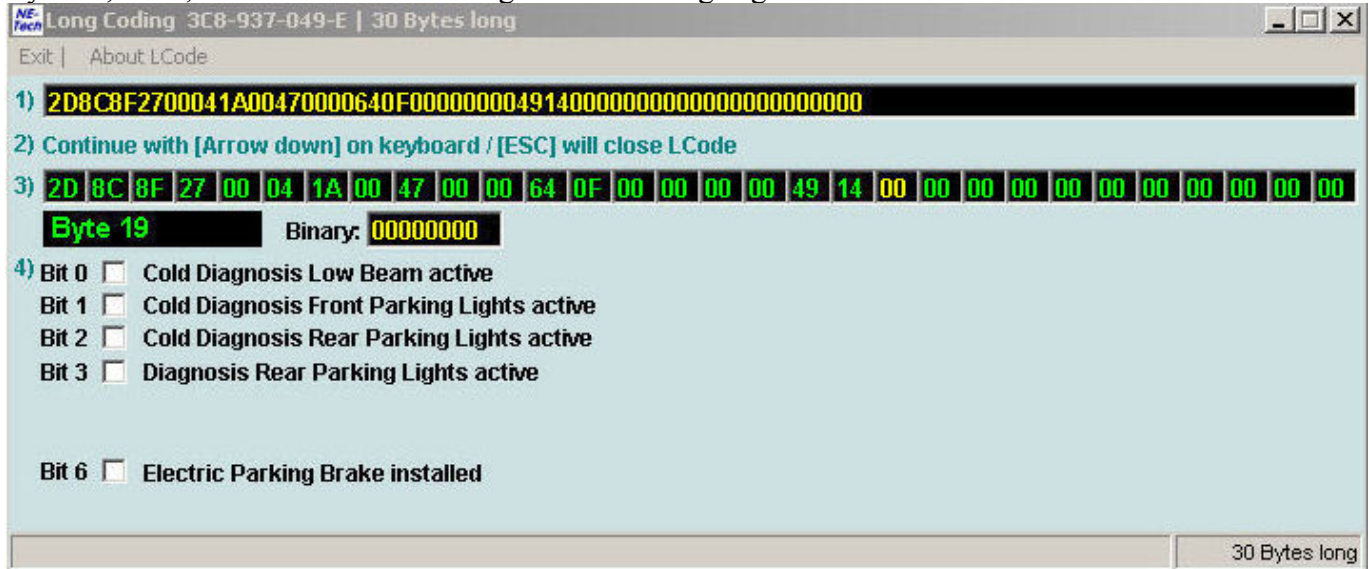 NE-Tech Long Coding 3C8-937-049-E | 30 Bytes long
Exit | About LCode
1) 2D8C8F2700041A00470000640F0000000049140000000000000000000000
2) Continue with [Arrow down] on keyboard / [ESC] will close LCode
3) 2D 8C 8F 27 00 04 1A 00 47 00 00 64 0F 00 00 00 00 49 14 00 00 00 00 00 00 00 00 00 00 00
Byte 19 Binary: 00000000
4) Bit 0 Cold Diagnosis Low Beam active
Bit 1 Cold Diagnosis Front Parking Lights active
Bit 2 Cold Diagnosis Rear Parking Lights active
Bit 3 Diagnosis Rear Parking Lights active
Bit 6 Electric Parking Brake installed
30 Bytes long